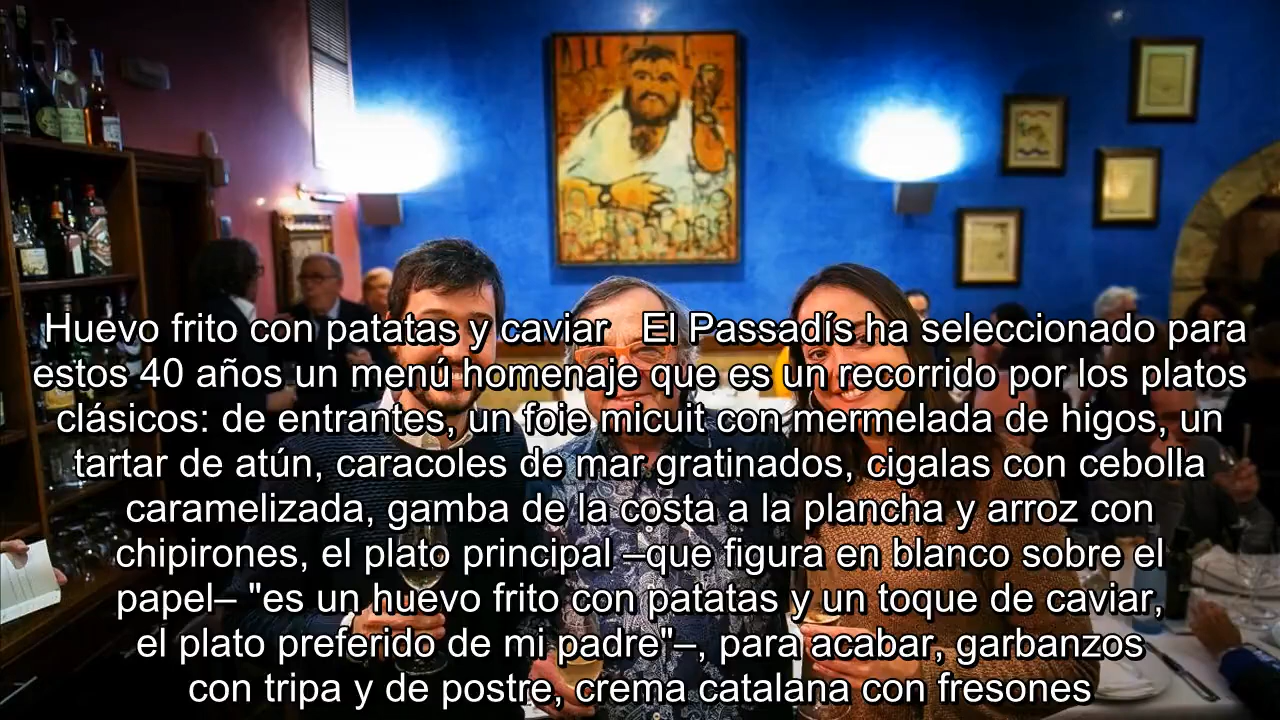 Huevo frito con patatas y caviar   El Passadís ha seleccionado para
estos 40 años un menú homenaje que es un recorrido por los platos
clásicos: de entrantes, un foie micuit con mermelada de higos, un
tartar de atún, caracoles de mar gratinados, cigalas con cebolla
caramelizada, gamba de la costa a la plancha y arroz con
chipirones, el plato principal –que figura en blanco sobre el
papel– "es un huevo frito con patatas y un toque de caviar,
el plato preferido de mi padre"–, para acabar, garbanzos
con tripa y de postre, crema catalana con fresones